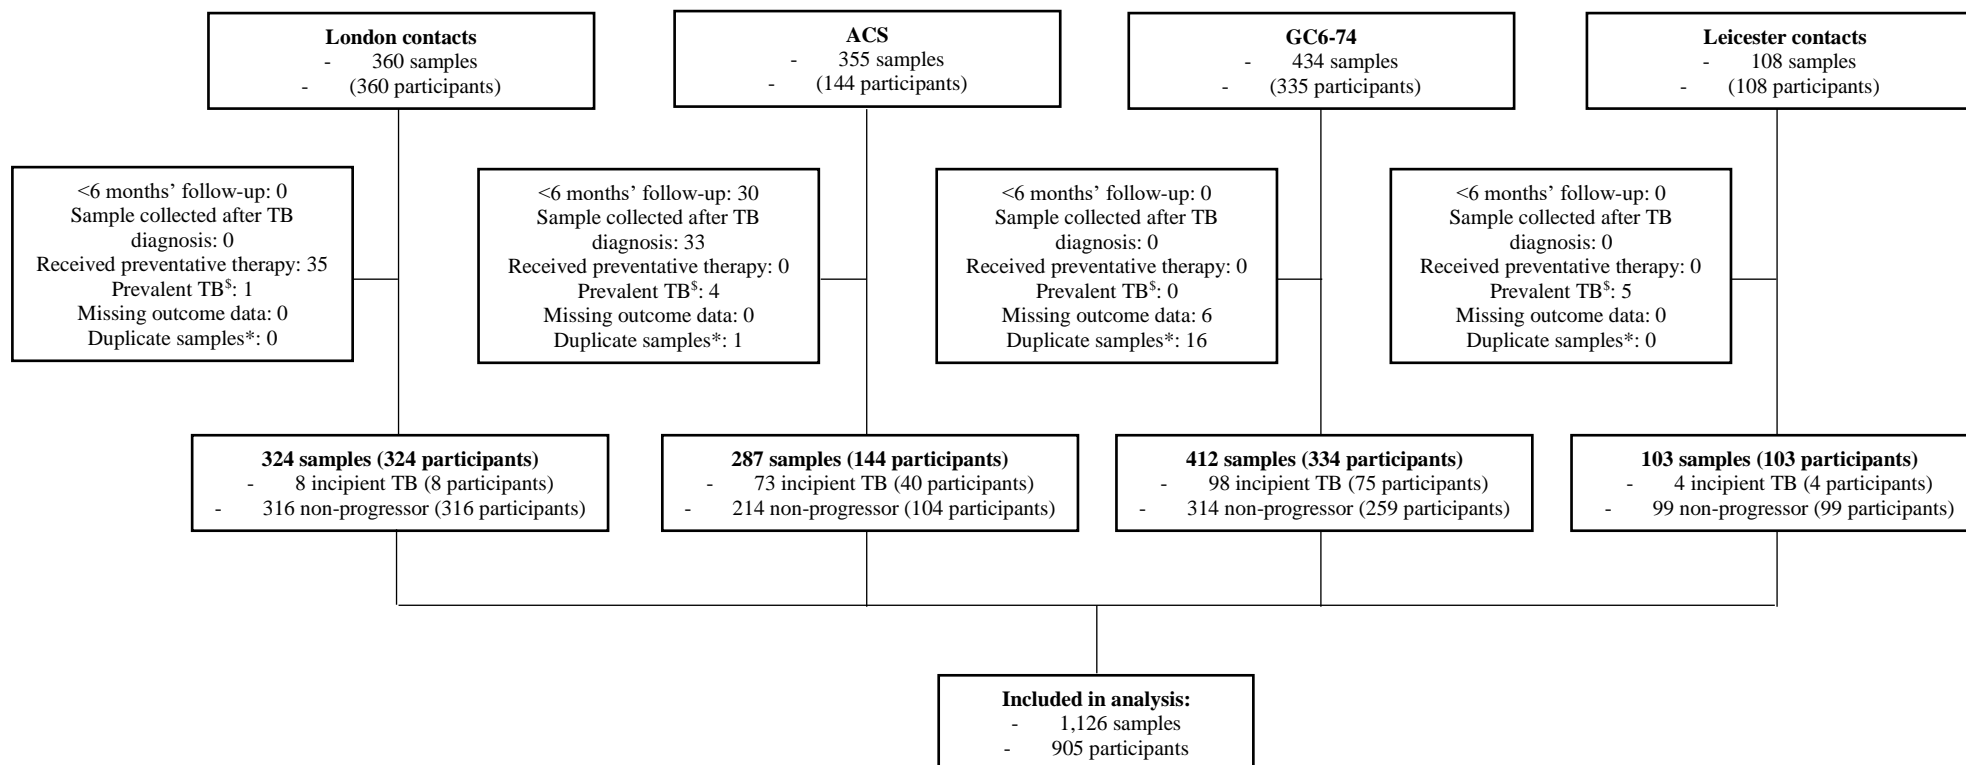 London contacts
- 360 samples
- (360 participants)
ACS
- 355 samples
- (144 participants)
GC6-74
- 434 samples
- (335 participants)
Leicester contacts
- 108 samples
- (108 participants)
<6 months’ follow-up: 0
Sample collected after TB
diagnosis: 0
Received preventative therapy: 35
Prevalent TB$: 1
Missing outcome data: 0
Duplicate samples*: 0
<6 months’ follow-up: 30
Sample collected after TB
diagnosis: 33
Received preventative therapy: 0
Prevalent TB$: 4
Missing outcome data: 0
Duplicate samples*: 1
<6 months’ follow-up: 0
Sample collected after TB
diagnosis: 0
Received preventative therapy: 0
Prevalent TB$: 0
Missing outcome data: 6
Duplicate samples*: 16
<6 months’ follow-up: 0
Sample collected after TB
diagnosis: 0
Received preventative therapy: 0
Prevalent TB$: 5
Missing outcome data: 0
Duplicate samples*: 0
324 samples (324 participants)
- 8 incipient TB (8 participants)
- 316 non-progressor (316 participants)
287 samples (144 participants)
- 73 incipient TB (40 participants)
- 214 non-progressor (104 participants)
412 samples (334 participants)
- 98 incipient TB (75 participants)
- 314 non-progressor (259 participants)
103 samples (103 participants)
- 4 incipient TB (4 participants)
- 99 non-progressor (99 participants)
Included in analysis:
- 1,126 samples
- 905 participants